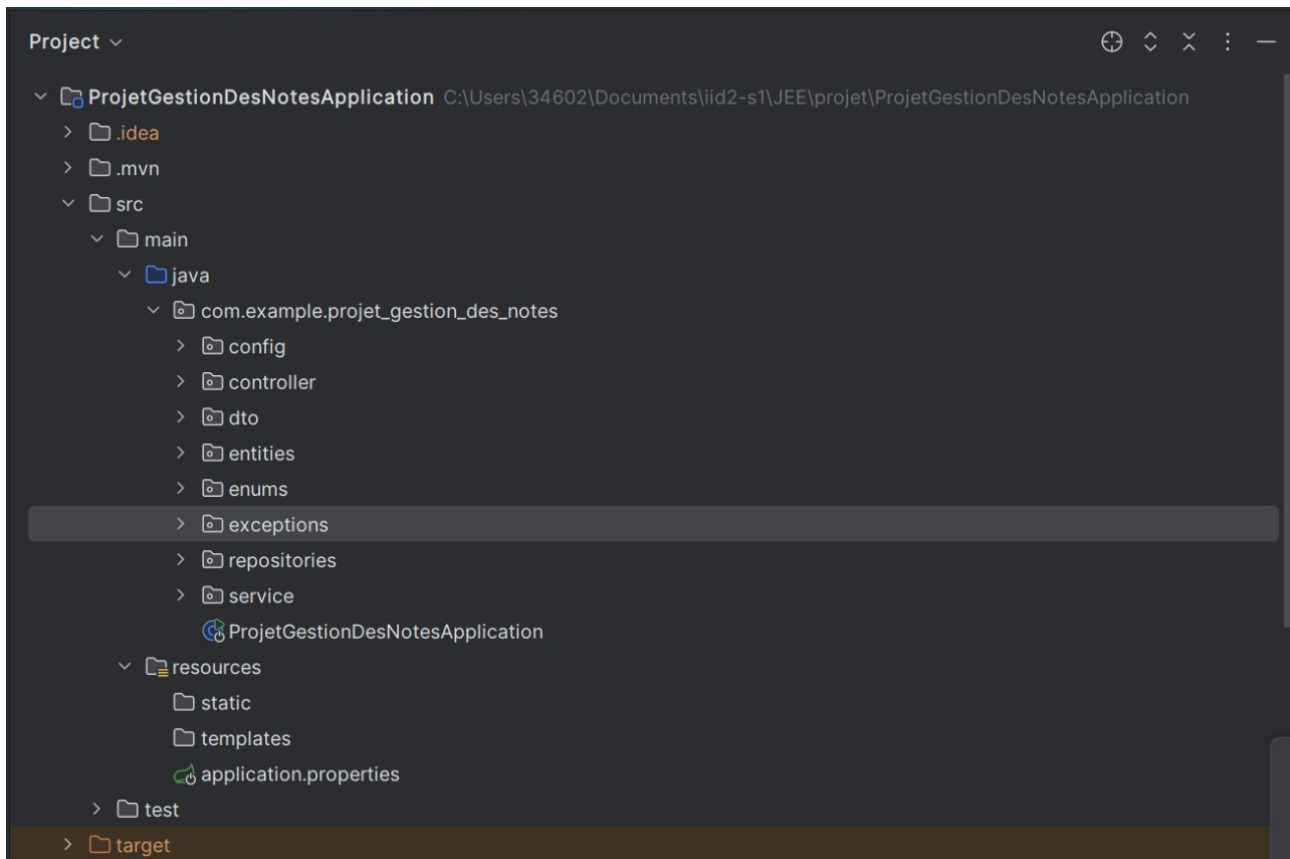 Project
ProjetGestionDesNotesApplication C:\Users\34602\Documents\iid2-s1\JEE\projet\ProjetGestionDesNotesApplication
.idea
.mvn
src
main
java
com.example.projet_gestion_des_notes
config
controller
dto
entities
enums
exceptions
repositories
service
ProjetGestionDesNotesApplication
resources
static
templates
application.properties
test
target